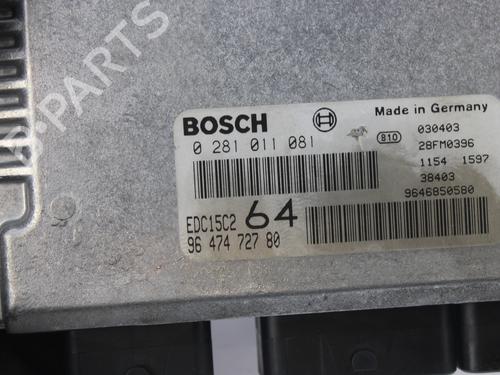 B-PARTS
BOSCH
Made in Germany
0 281 011 081
810
030403
28FM0396
1154 1597
38403
9646850580
EDC15C2 64
96 474 727 80